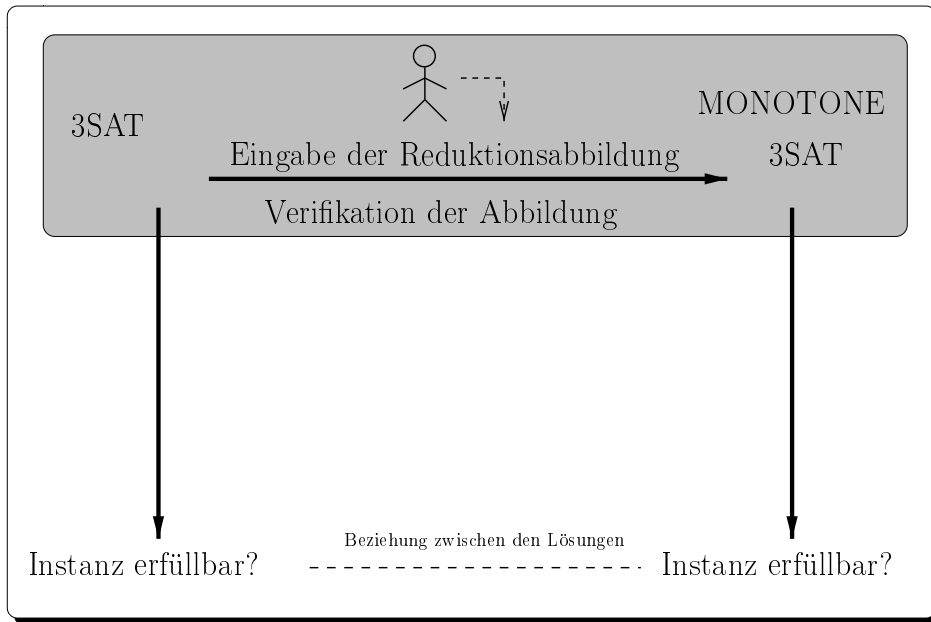 3SAT
MONOTONE
3SAT
Eingabe der Reduktionsabbildung
Verifikation der Abbildung
Beziehung zwischen den Lösungen
Instanz erfüllbar?
Instanz erfüllbar?